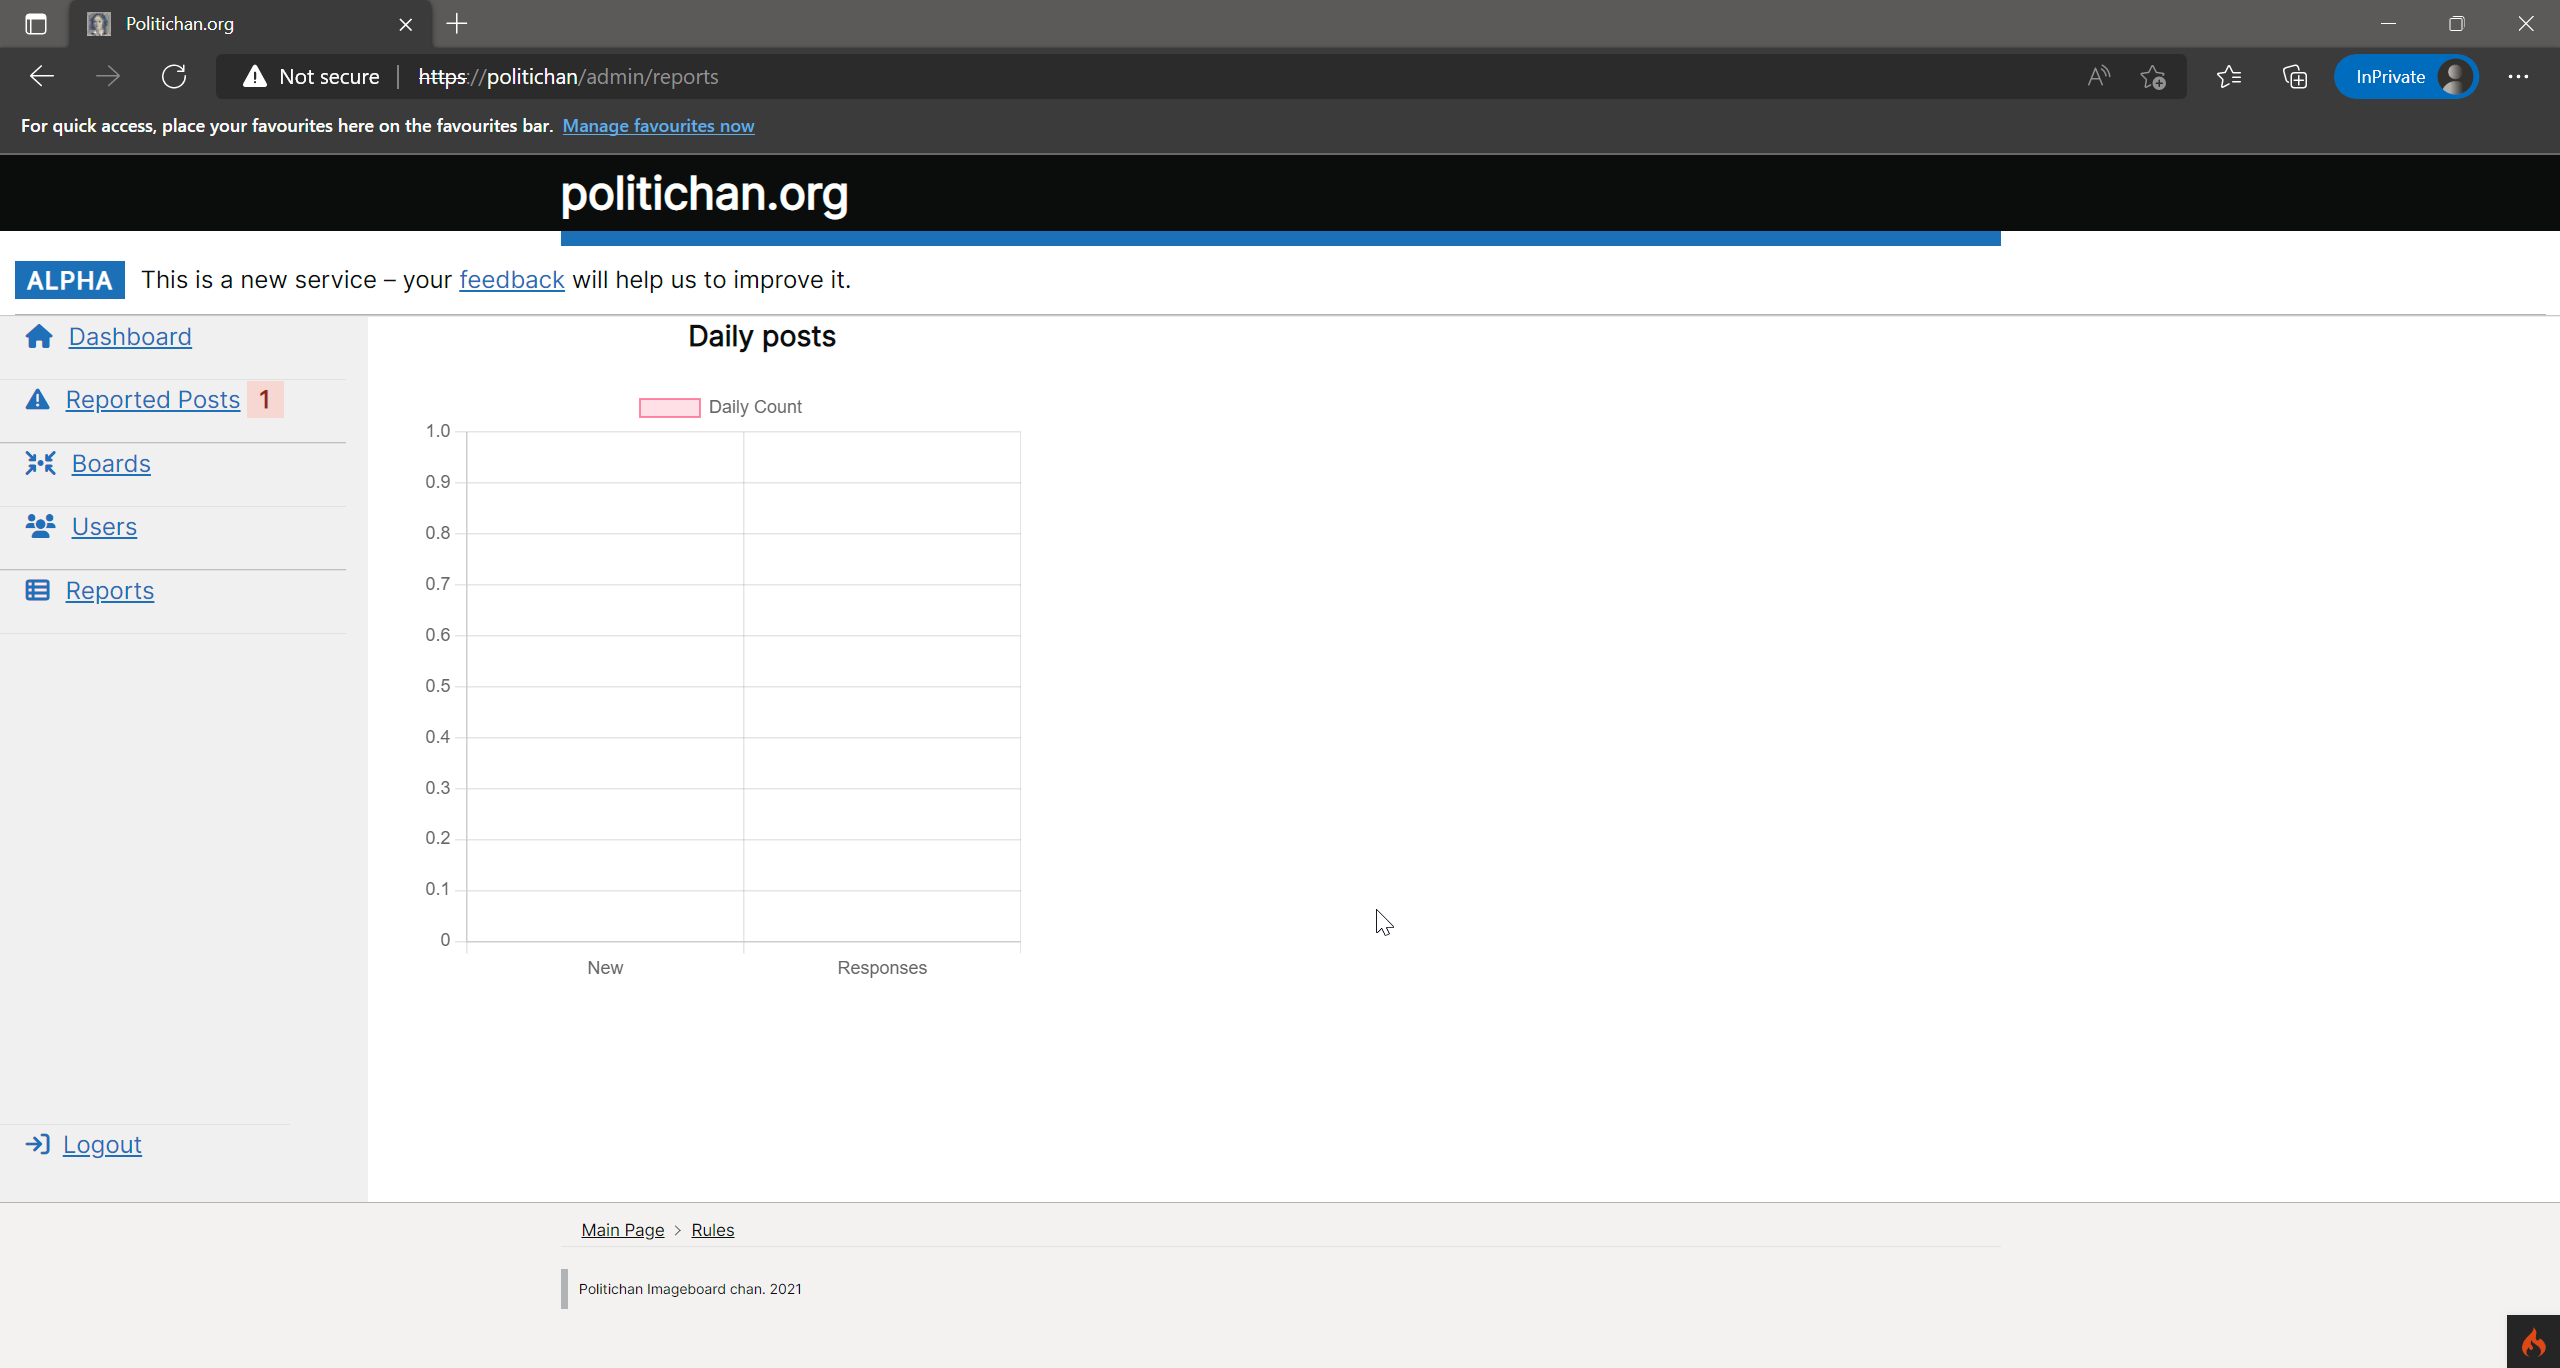 Politichan.org
Not secure
https://politichan/admin/reports
InPrivate
For quick access, place your favourites here on the favourites bar. Manage favourites now
politichan.org
ALPHA This is a new service – your feedback will help us to improve it.
Dashboard
Reported Posts 1
Boards
Users
Reports
Logout
Daily posts
Daily Count
1.0
0.9
0.8
0.7
0.6
0.5
0.4
0.3
0.2
0.1
0
New Responses
Main Page > Rules
Politichan Imageboard chan. 2021